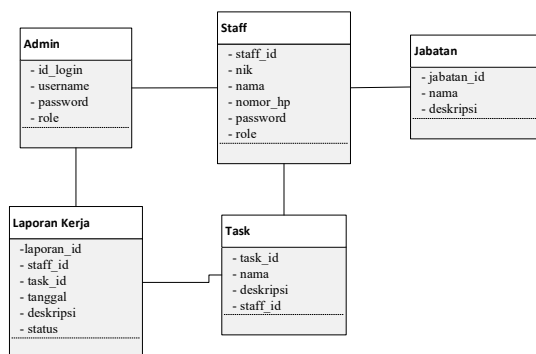 Admin
- id_login
- username
- password
- role
Staff
- staff_id
- nik
- nama
- nomor_hp
- password
- role
Jabatan
- jabatan_id
- nama
- deskripsi
Laporan Kerja
-laporan_id
- staff_id
- task_id
- tanggal
- deskripsi
- status
Task
- task_id
- nama
- deskripsi
- staff_id